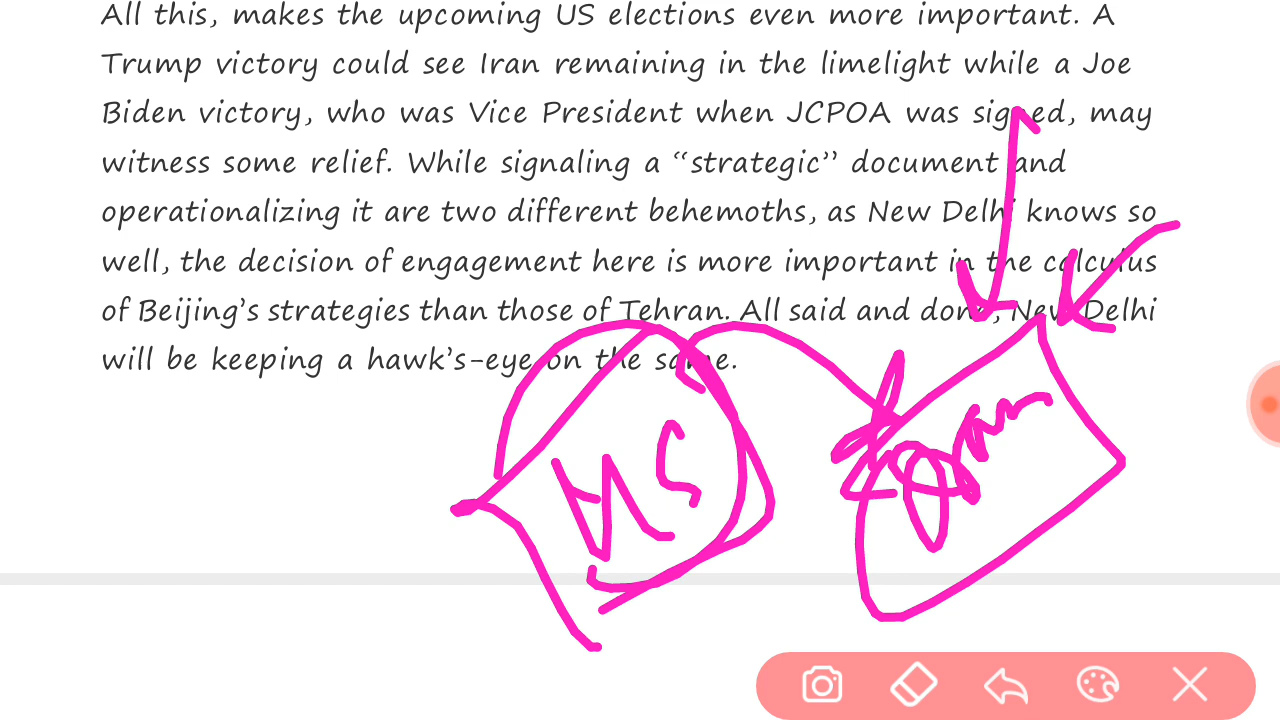 All this, makes the upcoming US elections even more important. A
Trump victory could see Iran remaining in the limelight while a Joe
Biden victory, who was Vice President when JCPOA was signed, may
witness some relief. While signaling a “strategic” document and
operationalizing it are two different behemoths, as New Delhi knows so
well, the decision of engagement here is more important in the calculus
of Beijing’s strategies than those of Tehran. All said and done, New Delhi
will be keeping a hawk’s-eye on the same.